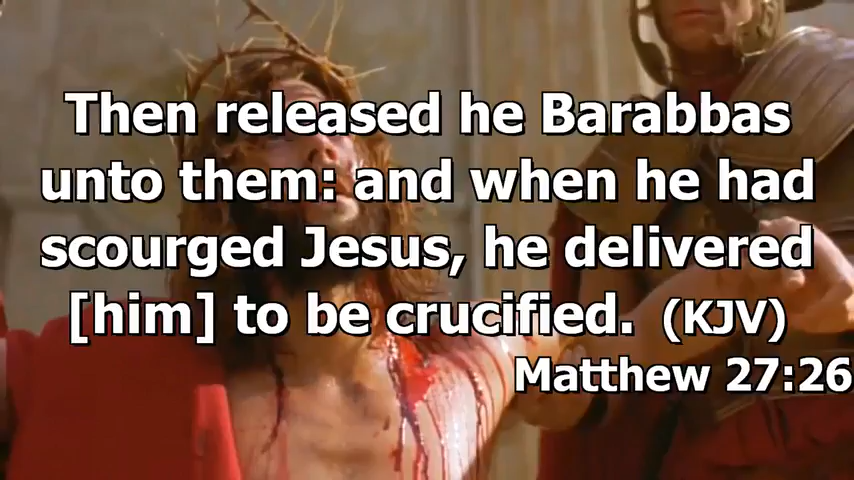 Then released he Barabbas
unto them: and when he had
scourged Jesus, he delivered
[him] to be crucified. (KJV)
Matthew 27:26